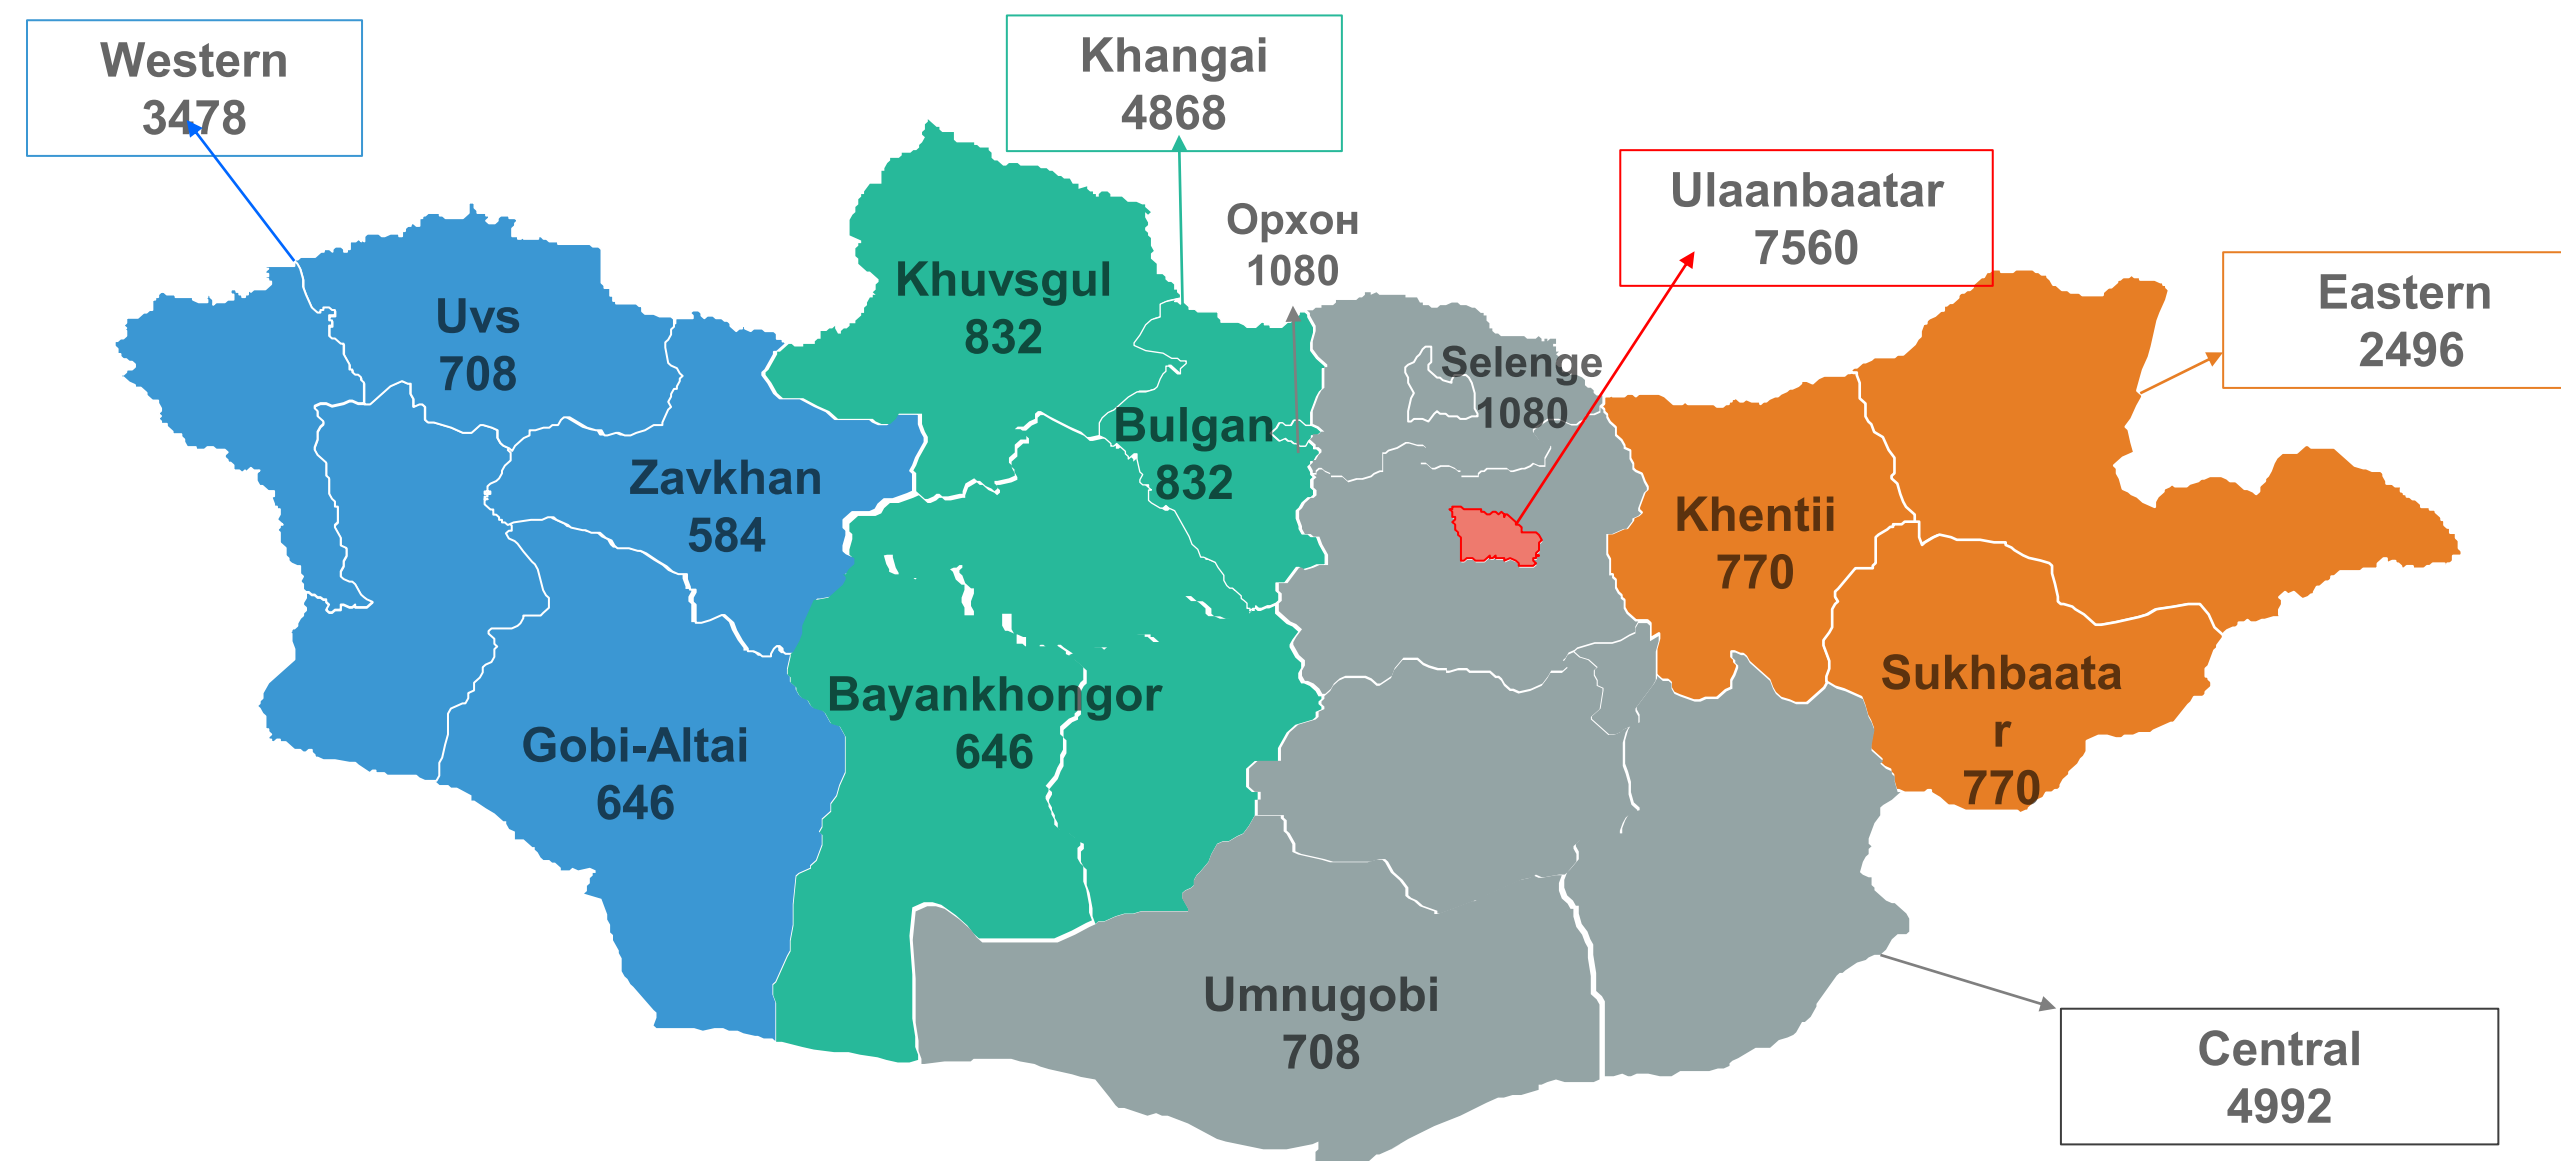 Western
3478
Khangai
4868
Орхон
1080
Ulaanbaatar
7560
Eastern
2496
Uvs
708
Khuvsgul
832
Selenge
1080
Bulgan
832
Zavkhan
584
Khentii
770
Bayankhongor
646
Sukhbaata
r
770
Gobi-Altai
646
Umnugobi
708
Central
4992